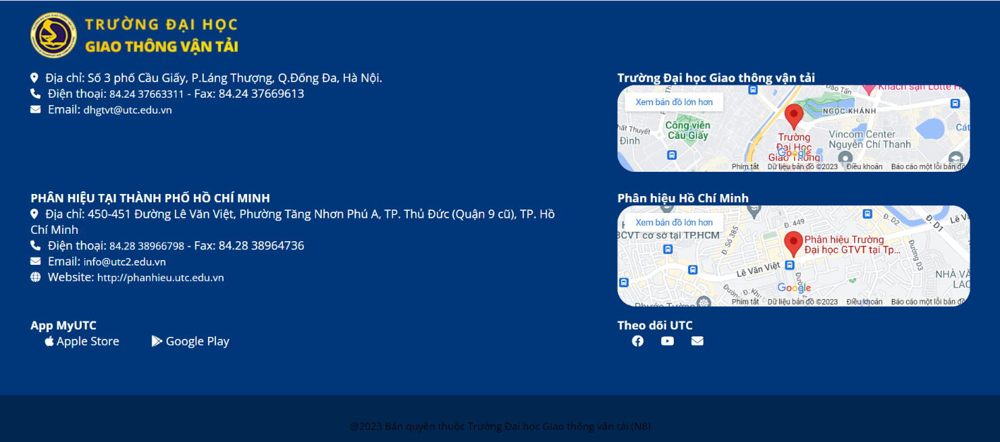 TRƯỜNG ĐẠI HỌC
GIAO THÔNG VẬN TẢI
Địa chỉ: Số 3 phố Cầu Giấy, P.Láng Thượng, Q.Đống Đa, Hà Nội.
Điện thoại: 84.24 37663311 - Fax: 84.24 37669613
Email: dhgtvt@utc.edu.vn
Trường Đại học Giao thông vận tải
Đào Tấn
Khách sạn Lotte H
Xem bản đồ lớn hơn
NGỌC KHÁNH
hất Thuyết
Đình
Công viên
Cầu Giấy
Cát
Vincom Center
Nguyễn Chí Thanh
Trường
Đại Học
Giao Thông
Google
Phím tắt Dữ liệu bản đồ ©2023 Điều khoản Báo cáo một lỗi bản đồ
PHÂN HIỆU TẠI THÀNH PHỐ HỒ CHÍ MINH
Địa chỉ: 450-451 Đường Lê Văn Việt, Phường Tăng Nhơn Phú A, TP. Thủ Đức (Quận 9 cũ), TP. Hồ
Chí Minh
Điện thoại: 84.28 38966798 - Fax: 84.28 38964736
Email: info@utc2.edu.vn
Website: http://phanhieu.utc.edu.vn
Phân hiệu Hồ Chí Minh
Xem bản đồ lớn hơn
BCVT cơ sở tại TP.HCM
Đ. Số 385
Đ. 449
Đ. D2
Đ. D1
Lê V
Phân hiệu Trường
Đại học GTVT tại Tp...
Đường D3
Lê Văn Việt
NHÀ VĂ
LAO
Google
Phước Tường
Phím tắt Dữ liệu bản đồ ©2023 Điều khoản Báo cáo một lỗi bản đồ
App MyUTC
Apple Store Google Play
Theo dõi UTC
@2023 Bản quyền thuộc Trường Đại học Giao thông vận tải (N8)